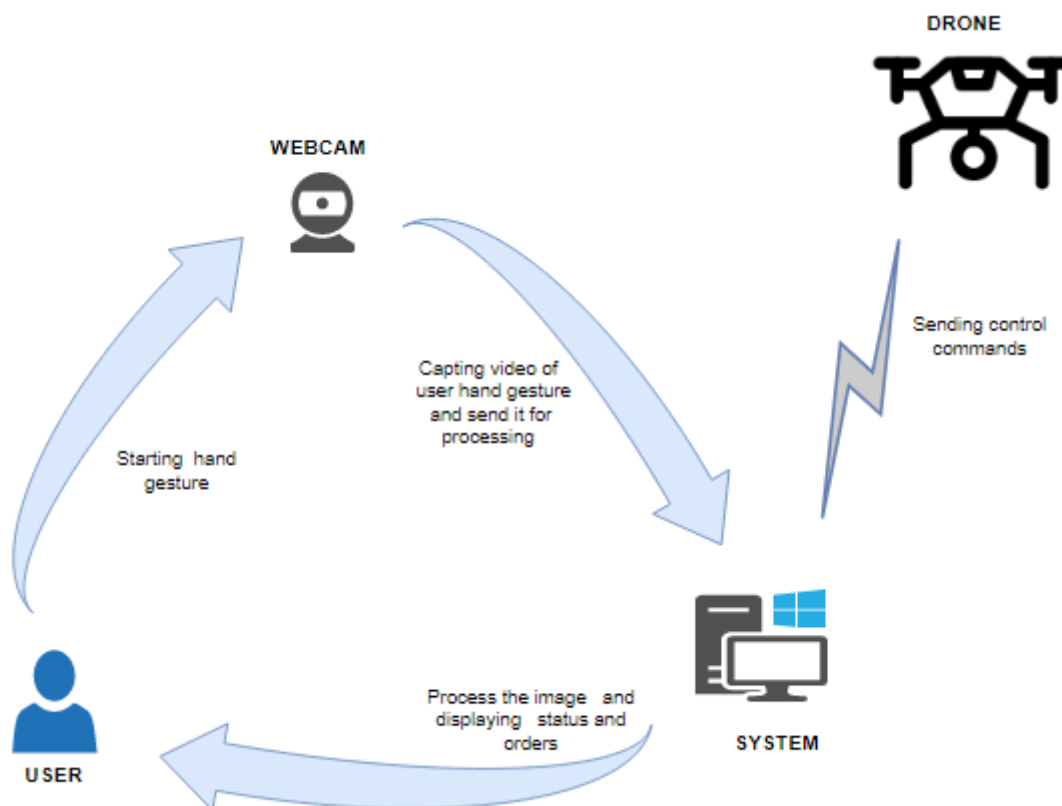 DRONE
WEBCAM
Sending control
commands
Capting video of
user hand gesture
and send it for
processing
Starting hand
gesture
Process the image and
displaying status and
orders
SYSTEM
USER